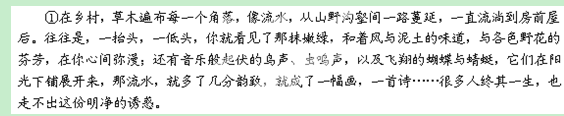 ①在乡村，草木遍布每一个角落，像流水，从山野沟壑间一路蔓延，一直流淌到房前屋
后。往往是，一抬头，一低头，你就看见了那抹嫩绿，和着风与泥土的味道，与各色野花的
芬芳，在你心间弥漫；还有音乐般起伏的鸟声、虫鸣声，以及飞翔的蝴蝶与蜻蜓，它们在阳
光下铺展开来，那流水，就多了几分韵致，就成了一幅画，一首诗……很多人终其一生，也
走不出这份明净的诱惑。